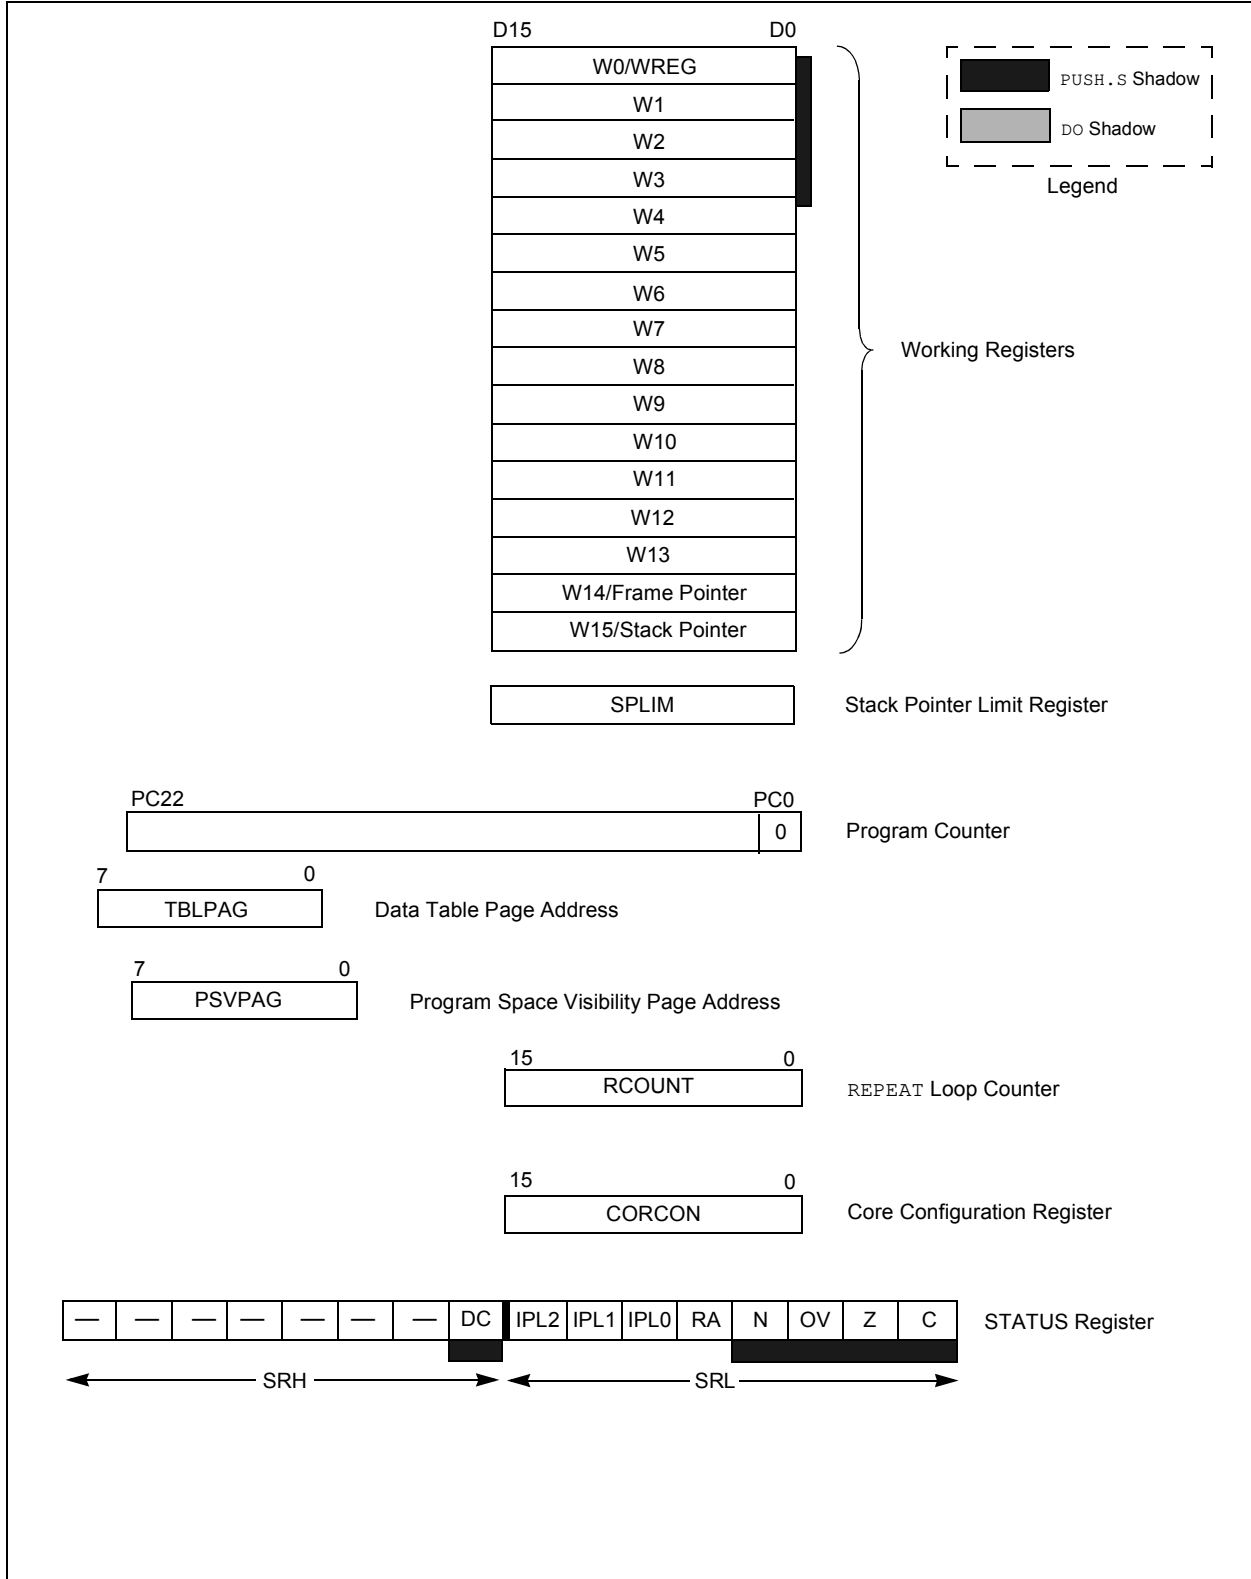 D15 D0
W0/WREG
W1
W2
W3
W4
W5
W6
W7
W8
W9
W10
W11
W12
W13
W14/Frame Pointer
W15/Stack Pointer
PUSH.S Shadow
DO Shadow
Legend
Working Registers
SPLIM Stack Pointer Limit Register
PC22 PC0
0 Program Counter
7 0
TBLPAG Data Table Page Address
7 0
PSVPAG Program Space Visibility Page Address
15 0
RCOUNT REPEAT Loop Counter
15 0
CORCON Core Configuration Register
— — — — — — — DC IPL2 IPL1 IPL0 RA N OV Z C STATUS Register
SRH SRL